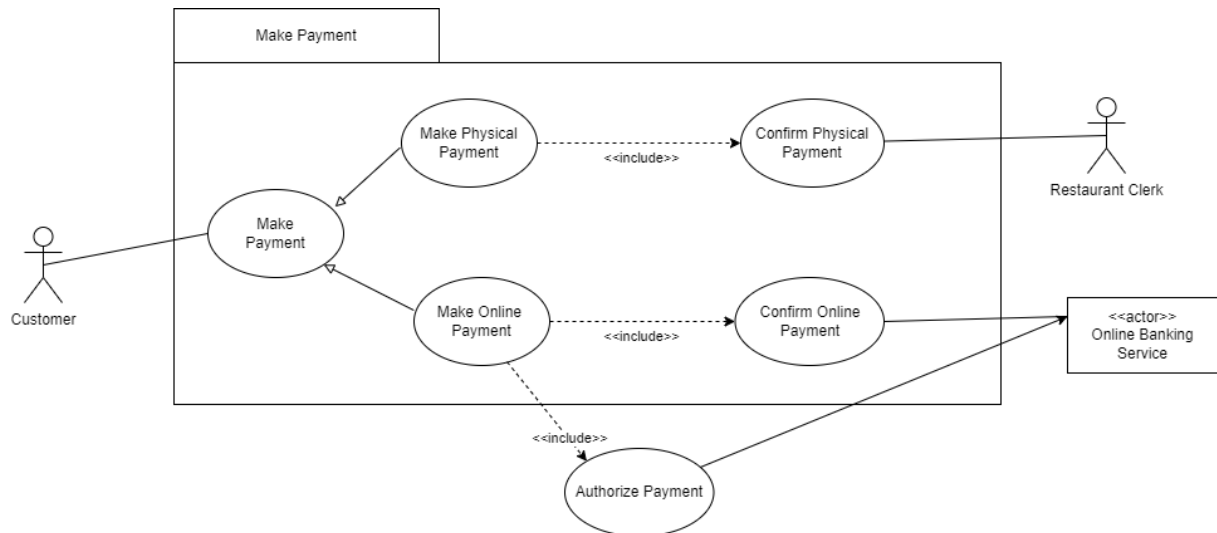 Make Payment
Make Physical
Payment
<<include>>
Confirm Physical
Payment
Restaurant Clerk
Make
Payment
Customer
Make Online
Payment
<<include>>
Confirm Online
Payment
<<actor>>
Online Banking
Service
<<include>>
Authorize Payment